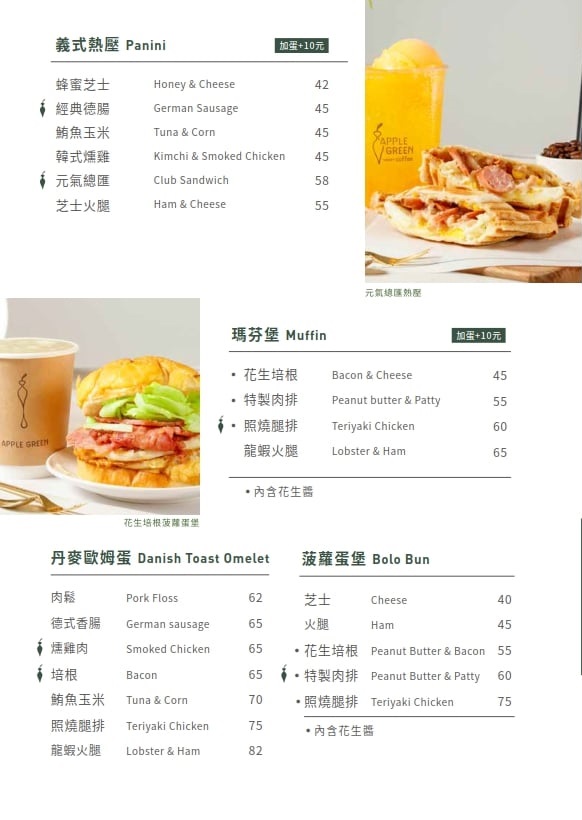 義式熱壓 Panini 加蛋+10元
蜂蜜芝士 Honey & Cheese 42
經典德腸 German Sausage 45
鮪魚玉米 Tuna & Corn 45
韓式燻雞 Kimchi & Smoked Chicken 45
元氣總匯 Club Sandwich 58
芝士火腿 Ham & Cheese 55
APPLE
GREEN
coffee
元氣總匯熱壓
瑪芬堡 Muffin 加蛋+10元
• 花生培根 Bacon & Cheese 45
• 特製肉排 Peanut butter & Patty 55
• 照燒腿排 Teriyaki Chicken 60
龍蝦火腿 Lobster & Ham 65
• 內含花生醬
APPLE GREEN
花生培根菠蘿蛋堡
丹麥歐姆蛋 Danish Toast Omelet
肉鬆 Pork Floss 62
德式香腸 German sausage 65
燻雞肉 Smoked Chicken 65
培根 Bacon 65
鮪魚玉米 Tuna & Corn 70
照燒腿排 Teriyaki Chicken 75
龍蝦火腿 Lobster & Ham 82
菠蘿蛋堡 Bolo Bun
芝士 Cheese 40
火腿 Ham 45
• 花生培根 Peanut Butter & Bacon 55
• 特製肉排 Peanut Butter & Patty 60
• 照燒腿排 Teriyaki Chicken 75
• 內含花生醬